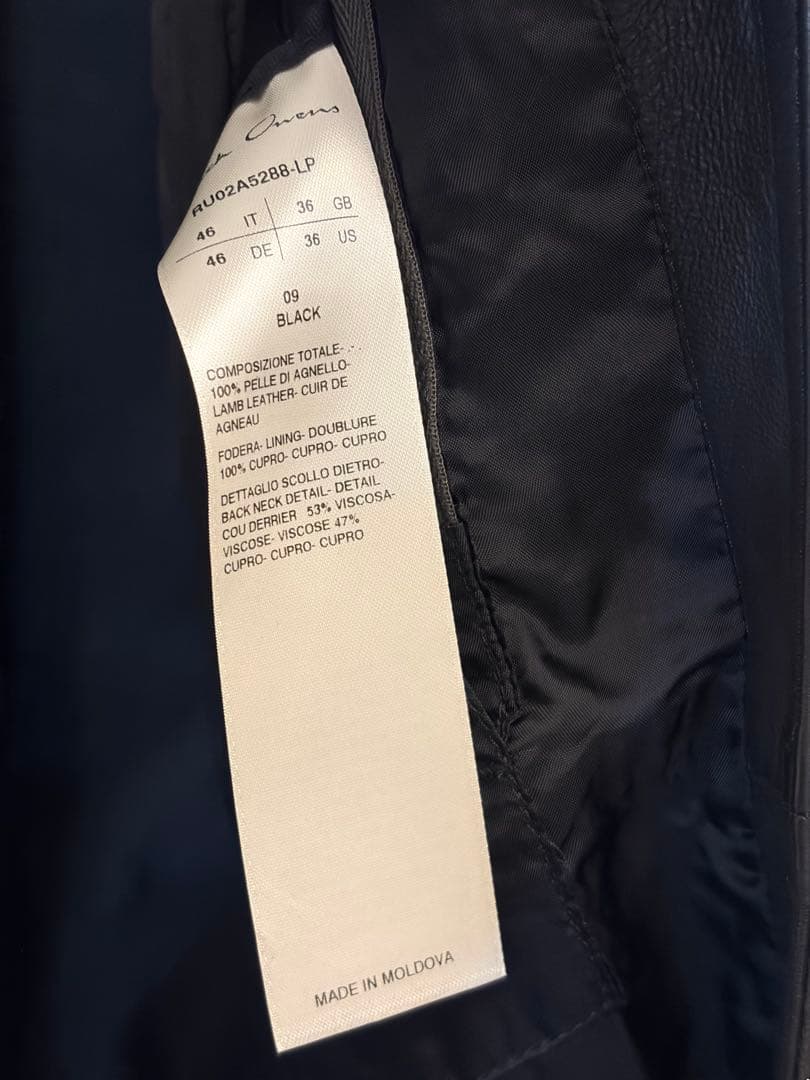 Owens
RU02A5288-LP
46 IT 36 GB
46 DE 36 US
09
BLACK
COMPOSIZIONE TOTALE- .-.
100% PELLE DI AGNELLO-
LAMB LEATHER- CUIR DE
AGNEAU
FODERA- LINING- DOUBLURE
100% CUPRO- CUPRO- CUPRO
DETTAGLIO SCOLLO DIETRO-
BACK NECK DETAIL- DETAIL
COU DERRIER 53% VISCOSA-
VISCOSE- VISCOSE 47%
CUPRO- CUPRO- CUPRO
MADE IN MOLDOVA